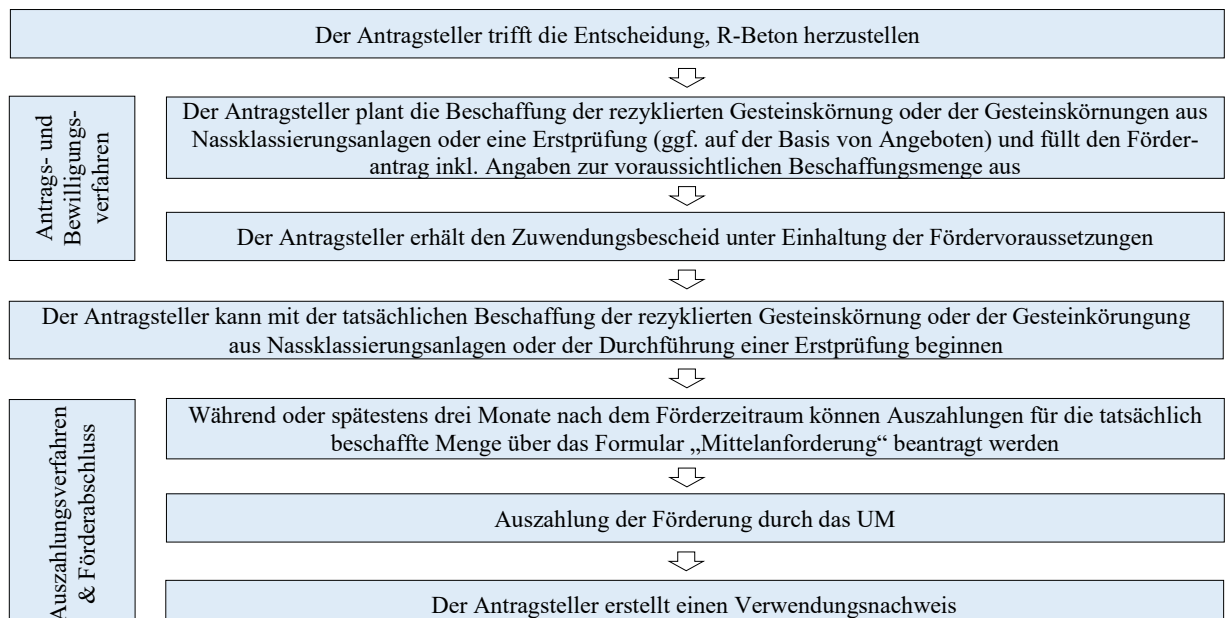 Der Antragsteller trifft die Entscheidung, R-Beton herzustellen
Antrags- und
Bewilligungs-
verfahren
Der Antragsteller plant die Beschaffung der rezyklierten Gesteinskörnung oder der Gesteinskörnungen aus
Nassklassierungsanlagen oder eine Erstprüfung (ggf. auf der Basis von Angeboten) und füllt den Förder-
antrag inkl. Angaben zur voraussichtlichen Beschaffungsmenge aus
Der Antragsteller erhält den Zuwendungsbescheid unter Einhaltung der Fördervoraussetzungen
Der Antragsteller kann mit der tatsächlichen Beschaffung der rezyklierten Gesteinskörnung oder der Gesteinkörungung
aus Nassklassierungsanlagen oder der Durchführung einer Erstprüfung beginnen
Auszahlungsverfahren
& Förderabschluss
Während oder spätestens drei Monate nach dem Förderzeitraum können Auszahlungen für die tatsächlich
beschaffte Menge über das Formular „Mittelanforderung“ beantragt werden
Auszahlung der Förderung durch das UM
Der Antragsteller erstellt einen Verwendungsnachweis